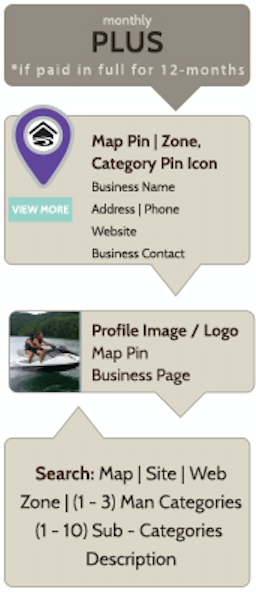 monthly
PLUS
*if paid in full for 12-months
Map Pin | Zone,
Category Pin Icon
Business Name
VIEW MORE
Address | Phone
Website
Business Contact
Profile Image / Logo
Map Pin
Business Page
Search: Map | Site | Web
Zone | (1 - 3) Man Categories
(1 - 10) Sub - Categories
Description